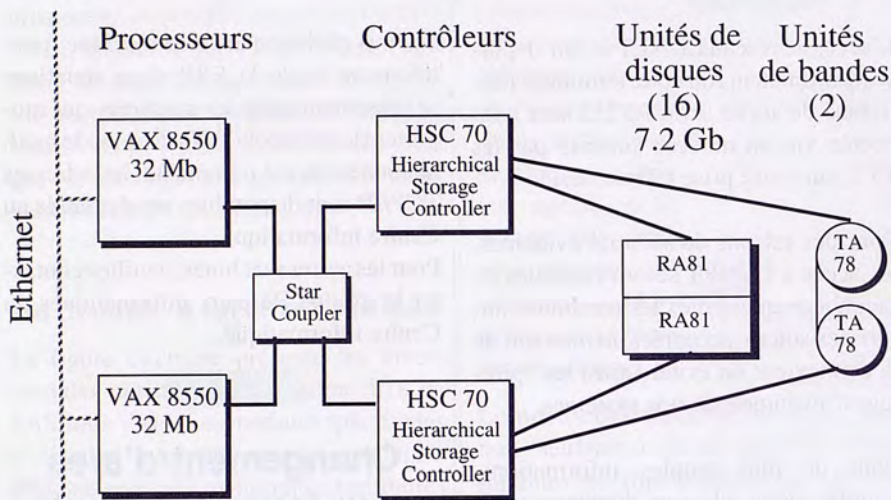 Processeurs
Contrôleurs
Unités de
disques
(16)
7.2 Gb
Unités
de bandes
(2)
Ethernet
VAX 8550
32 Mb
HSC 70
Hierarchical
Storage
Controller
Star
Coupler
RA81
RA81
TA
78
TA
78
VAX 8550
32 Mb
HSC 70
Hierarchical
Storage
Controller